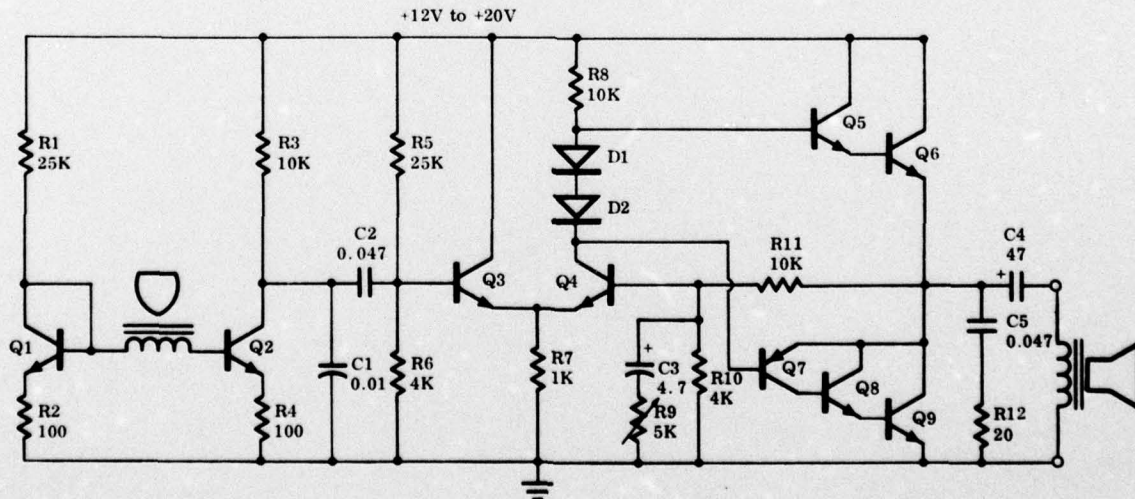 +12V to +20V
R8
10K
Q5
R1
25K
R3
10K
R5
25K
D1
Q6
D2
C2
0.047
R11
10K
C4
47
Q3
Q4
+
+
C5
0.047
Q1
Q2
C1
0.01
R6
4K
R7
1K
C3
4.7
R10
4K
Q7
Q8
R2
100
R4
100
R9
5K
Q9
R12
20